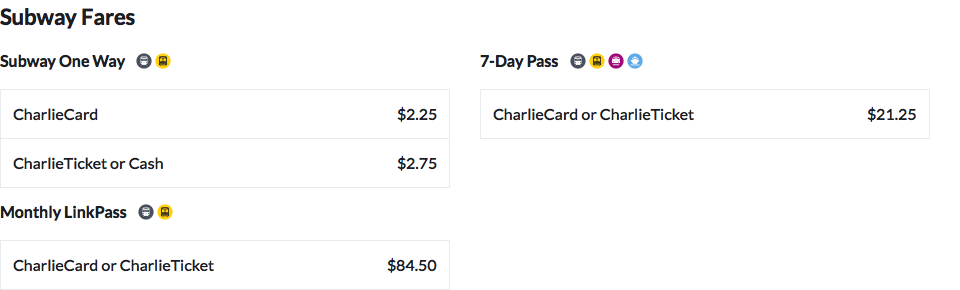 Subway Fares
Subway One Way
CharlieCard $2.25
CharlieTicket or Cash $2.75
Monthly LinkPass
CharlieCard or CharlieTicket $84.50
7-Day Pass
CharlieCard or CharlieTicket $21.25